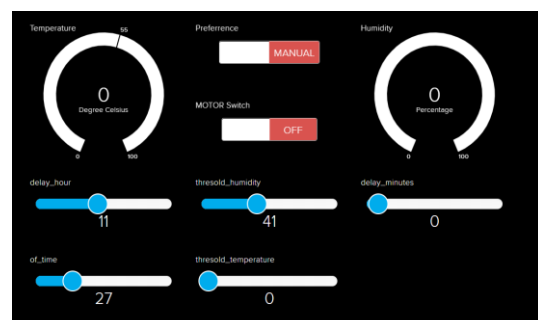 Temperature
55
0
Degree Celsius
0
100
Preferrence
MANUAL
MOTOR Switch
OFF
Humidity
0
Percentage
0
100
delay_hour
11
thresold_humidity
41
delay_minutes
0
of_time
27
thresold_temperature
0